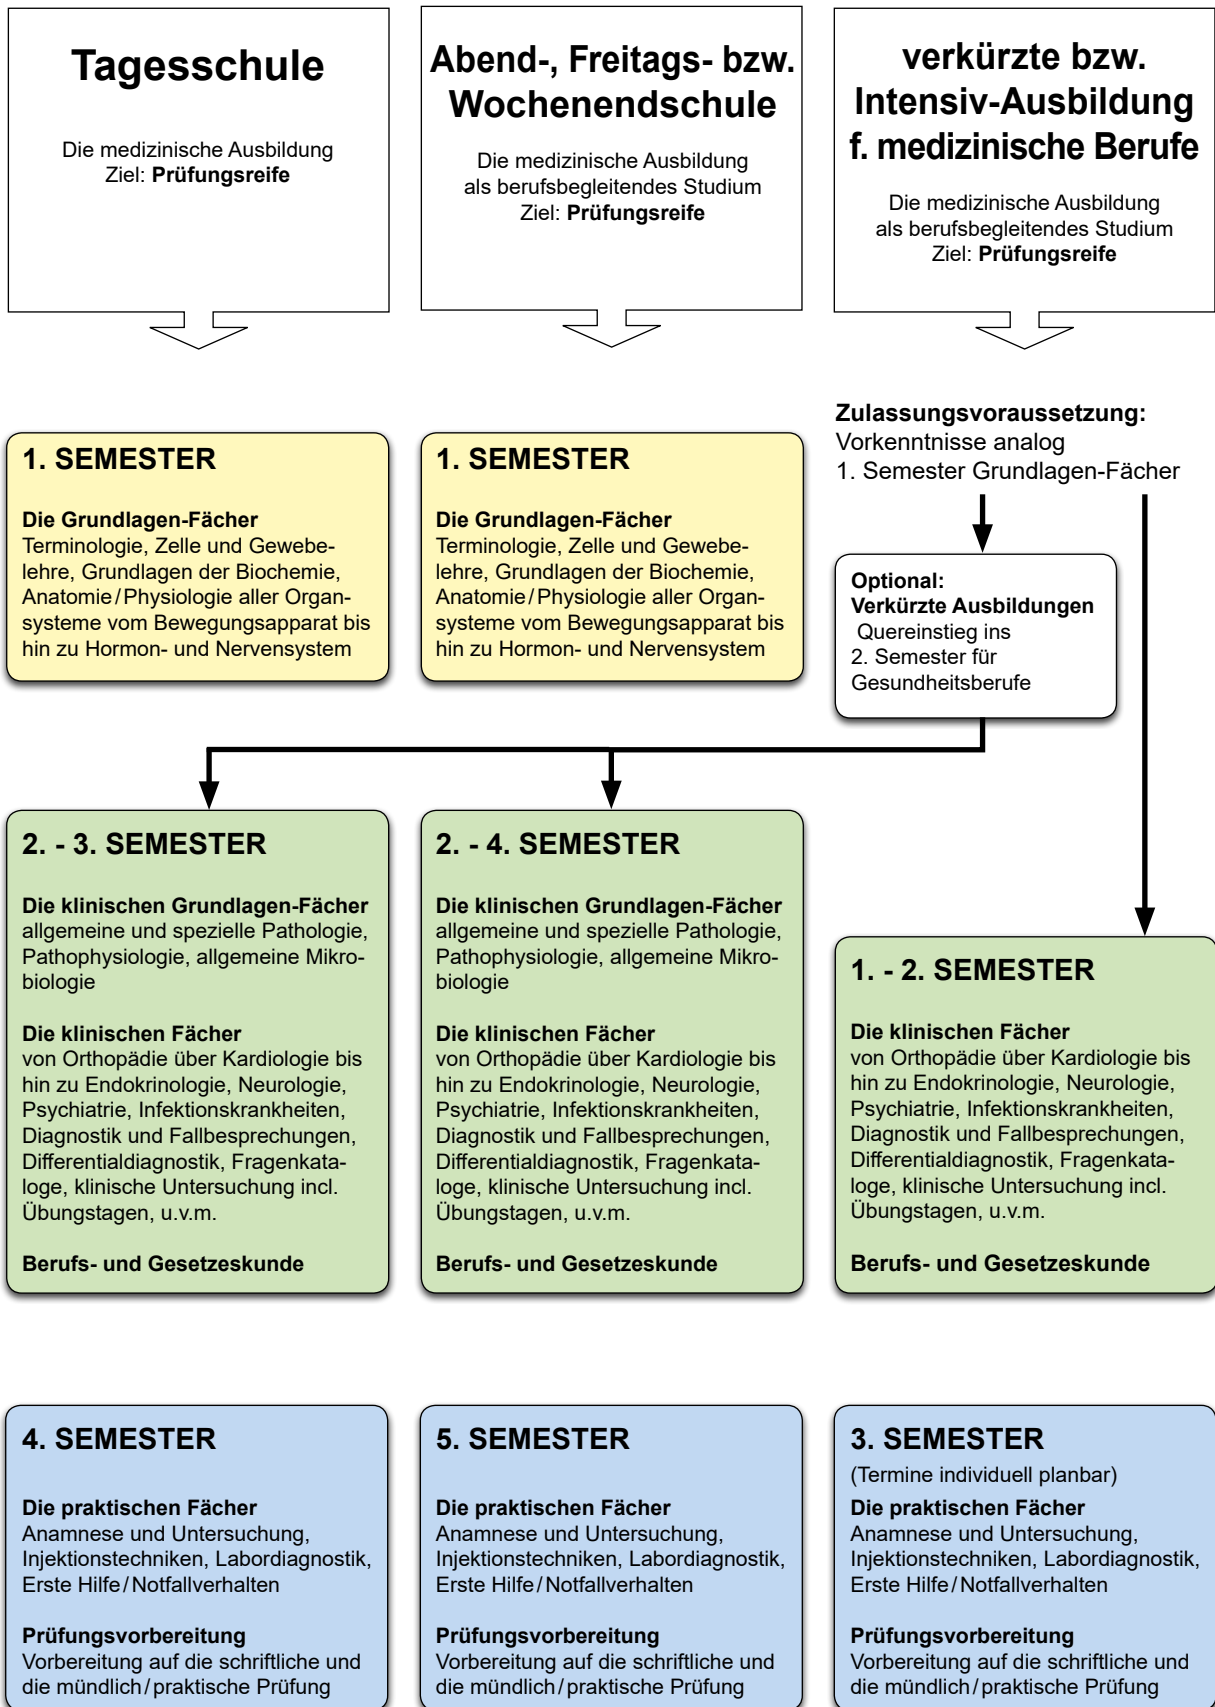 Tagesschule
Die medizinische Ausbildung
Ziel: Prüfungsreife
Abend-, Freitags- bzw.
Wochenendschule
Die medizinische Ausbildung
als berufsbegleitendes Studium
Ziel: Prüfungsreife
verkürzte bzw.
Intensiv-Ausbildung
f. medizinische Berufe
Die medizinische Ausbildung
als berufsbegleitendes Studium
Ziel: Prüfungsreife
1. SEMESTER
Die Grundlagen-Fächer
Terminologie, Zelle und Gewebe-
lehre, Grundlagen der Biochemie,
Anatomie/Physiologie aller Organ-
systeme vom Bewegungsapparat bis
hin zu Hormon- und Nervensystem
1. SEMESTER
Die Grundlagen-Fächer
Terminologie, Zelle und Gewebe-
lehre, Grundlagen der Biochemie,
Anatomie/Physiologie aller Organ-
systeme vom Bewegungsapparat bis
hin zu Hormon- und Nervensystem
Zulassungsvoraussetzung:
Vorkenntnisse analog
1. Semester Grundlagen-Fächer
Optional:
Verkürzte Ausbildungen
Quereinstieg ins
2. Semester für
Gesundheitsberufe
2. - 3. SEMESTER
Die klinischen Grundlagen-Fächer
allgemeine und spezielle Pathologie,
Pathophysiologie, allgemeine Mikro-
biologie
Die klinischen Fächer
von Orthopädie über Kardiologie bis
hin zu Endokrinologie, Neurologie,
Psychiatrie, Infektionskrankheiten,
Diagnostik und Fallbesprechungen,
Differentialdiagnostik, Fragenkata-
loge, klinische Untersuchung incl.
Übungstagen, u.v.m.
Berufs- und Gesetzeskunde
2. - 4. SEMESTER
Die klinischen Grundlagen-Fächer
allgemeine und spezielle Pathologie,
Pathophysiologie, allgemeine Mikro-
biologie
Die klinischen Fächer
von Orthopädie über Kardiologie bis
hin zu Endokrinologie, Neurologie,
Psychiatrie, Infektionskrankheiten,
Diagnostik und Fallbesprechungen,
Differentialdiagnostik, Fragenkata-
loge, klinische Untersuchung incl.
Übungstagen, u.v.m.
Berufs- und Gesetzeskunde
1. - 2. SEMESTER
Die klinischen Fächer
von Orthopädie über Kardiologie bis
hin zu Endokrinologie, Neurologie,
Psychiatrie, Infektionskrankheiten,
Diagnostik und Fallbesprechungen,
Differentialdiagnostik, Fragenkata-
loge, klinische Untersuchung incl.
Übungstagen, u.v.m.
Berufs- und Gesetzeskunde
4. SEMESTER
Die praktischen Fächer
Anamnese und Untersuchung,
Injektionstechniken, Labordiagnostik,
Erste Hilfe/Notfallverhalten
Prüfungsvorbereitung
Vorbereitung auf die schriftliche und
die mündlich/praktische Prüfung
5. SEMESTER
Die praktischen Fächer
Anamnese und Untersuchung,
Injektionstechniken, Labordiagnostik,
Erste Hilfe/Notfallverhalten
Prüfungsvorbereitung
Vorbereitung auf die schriftliche und
die mündlich/praktische Prüfung
3. SEMESTER
(Termine individuell planbar)
Die praktischen Fächer
Anamnese und Untersuchung,
Injektionstechniken, Labordiagnostik,
Erste Hilfe/Notfallverhalten
Prüfungsvorbereitung
Vorbereitung auf die schriftliche und
die mündlich/praktische Prüfung